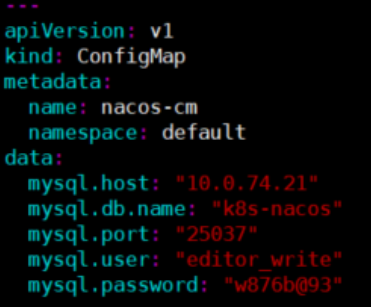 ---
apiVersion: v1
kind: ConfigMap
metadata:
  name: nacos-cm
  namespace: default
data:
  mysql.host: "10.0.74.21"
  mysql.db.name: "k8s-nacos"
  mysql.port: "25037"
  mysql.user: "editor_write"
  mysql.password: "w876b@93"